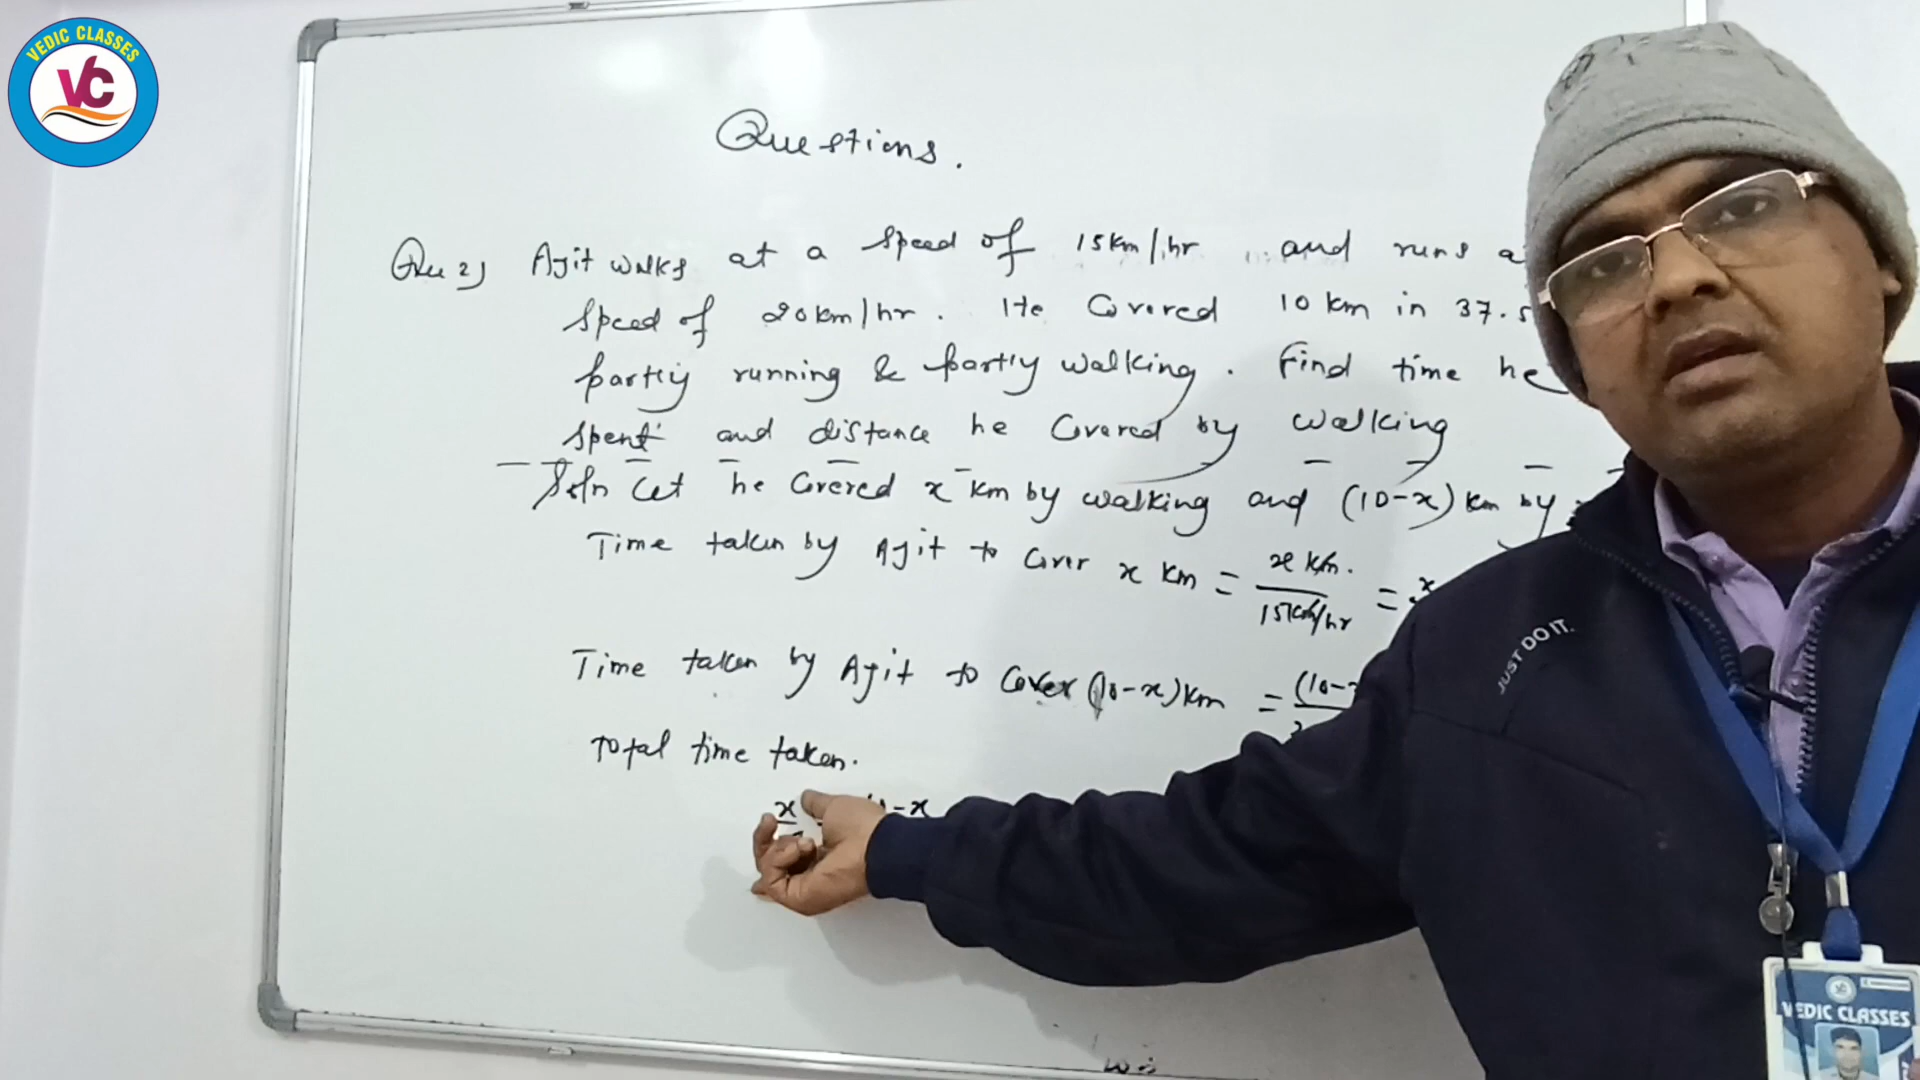 VEDIC CLASSES
VC
Questions.
Que 2) Ajit walks at a speed of 15km/hr and runs a
speed of 20km/hr. He covered 10 km in 37.5
partly running & partly walking. Find time he
spent and distance he covered by walking
Soln Let he covered x km by walking and (10-x) km by
Time taken by Ajit to cover x km = x km. / 15km/hr = x
Time taken by Ajit to cover (10-x) km = (10-
Total time taken.
x 10-x
JUST DO IT.
VEDIC CLASSES